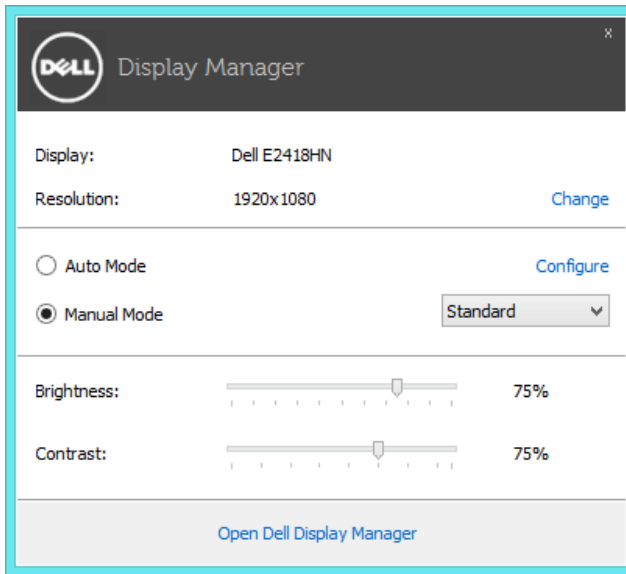 x
DELL Display Manager
Display: Dell E2418HN
Resolution: 1920x1080 Change
Auto Mode Configure
Manual Mode Standard
Brightness: 75%
Contrast: 75%
Open Dell Display Manager